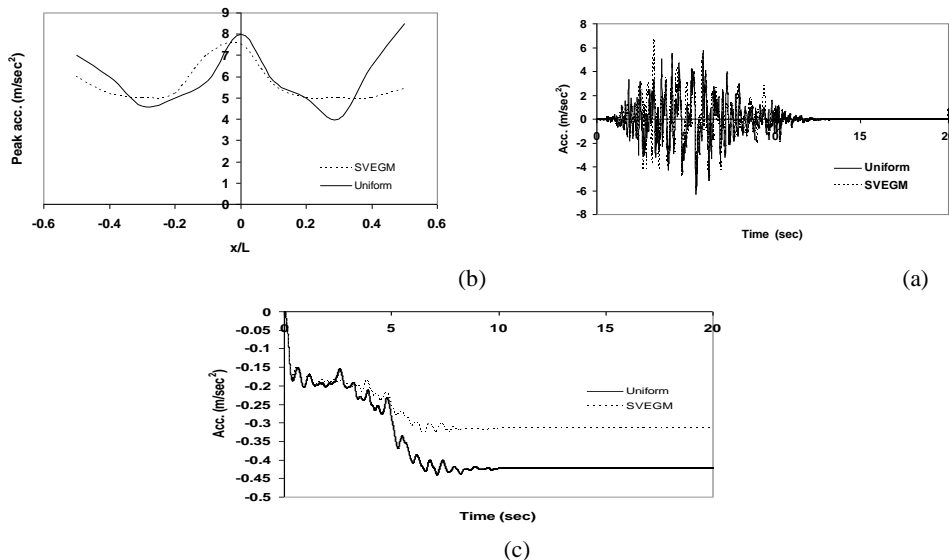 9
8
7
6
5
4
3
2
1
0
Peak acc. (m/sec²)
SVEGM
Uniform
-0.6 -0.4 -0.2 0 0.2 0.4 0.6
x/L
(b)
8
6
4
2
0
-2
-4
-6
-8
Acc. (m/sec²)
0 15 20
Uniform
SVEGM
Time (sec)
(a)
0
-0.05
-0.1
-0.15
-0.2
-0.25
-0.3
-0.35
-0.4
-0.45
-0.5
Acc. (m/sec²)
0 5 10 15 20
Uniform
SVEGM
Time (sec)
(c)